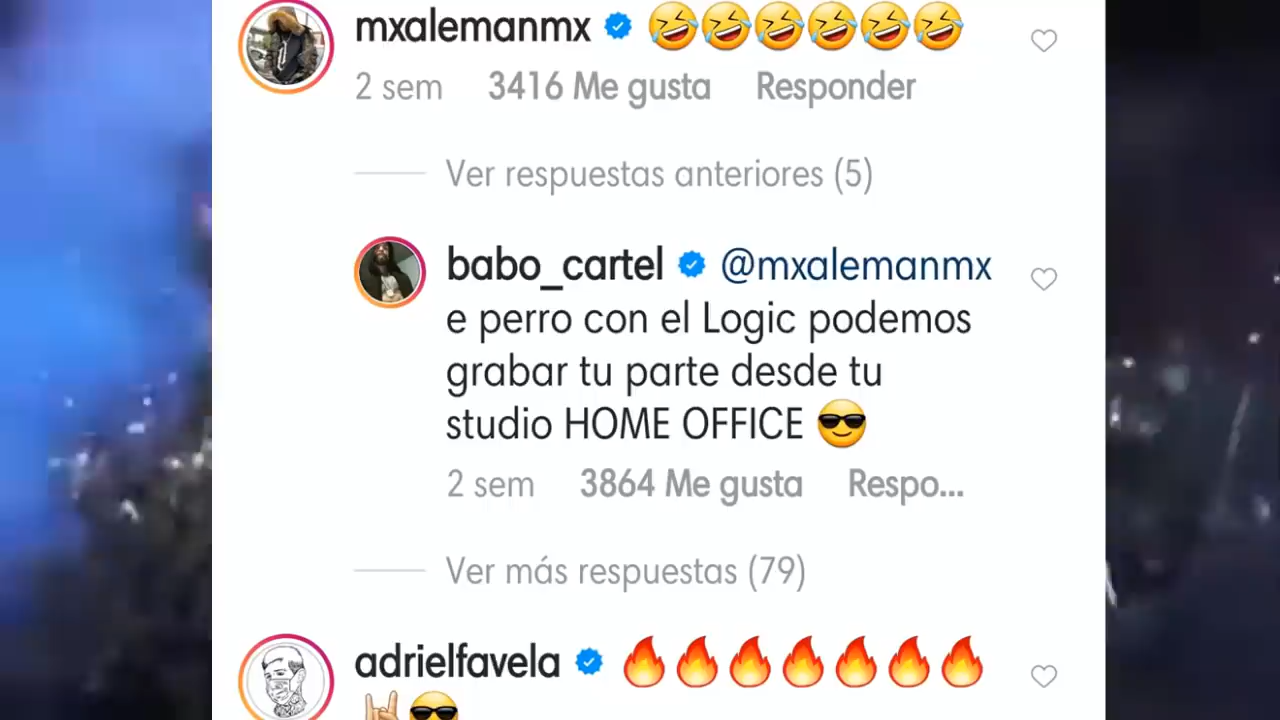 mxalemanmx 🤣🤣🤣🤣🤣🤣
2 sem 3416 Me gusta Responder
Ver respuestas anteriores (5)
babo_cartel @mxalemanmx
e perro con el Logic podemos
grabar tu parte desde tu
studio HOME OFFICE 😎
2 sem 3864 Me gusta Respo...
Ver más respuestas (79)
adrielfavela 🔥🔥🔥🔥🔥🔥🔥
🤘🏼😎